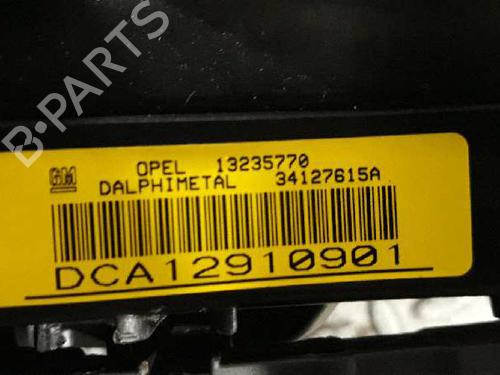 B-PARTS
GM OPEL 13235770
DALPHIMETAL 34127615A
DCA12910901